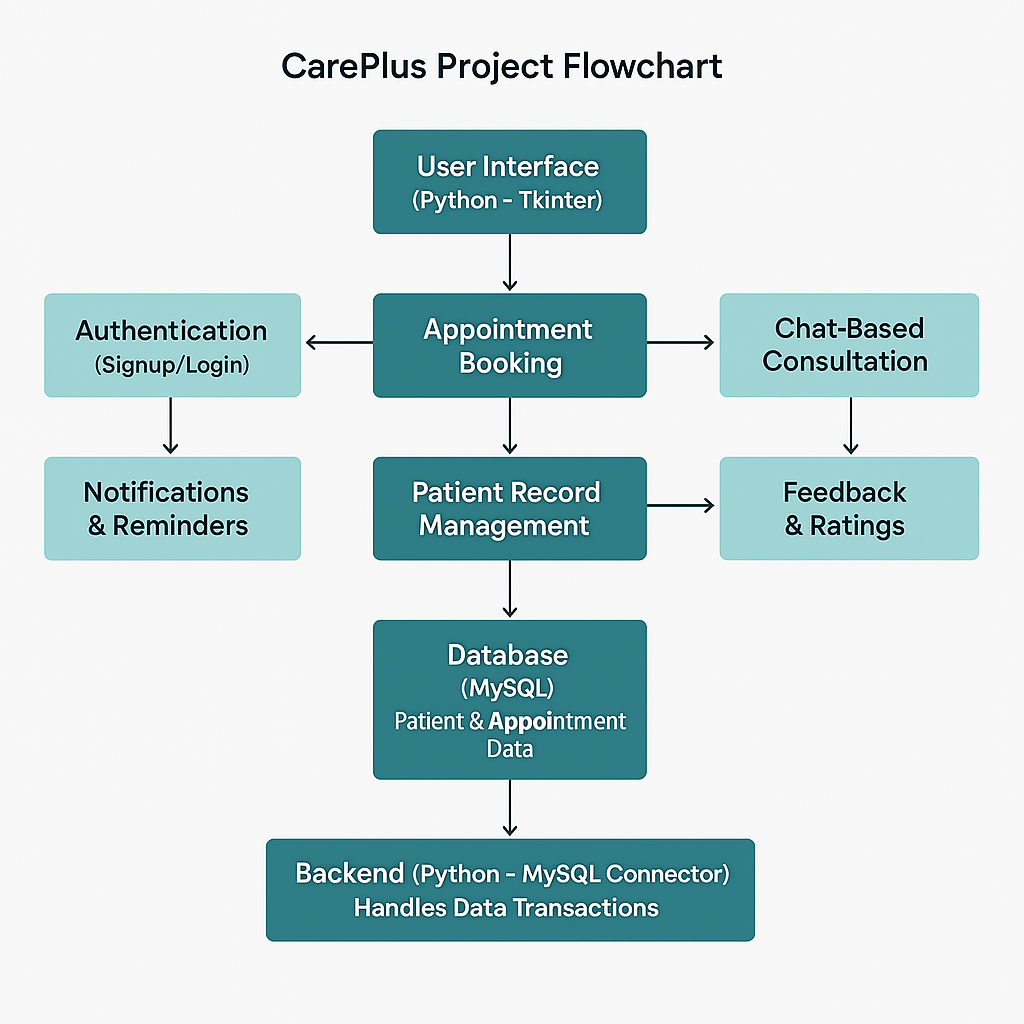 CarePlus Project Flowchart
User Interface
(Python - Tkinter)
Authentication
(Signup/Login)
Appointment
Booking
Chat-Based
Consultation
Notifications
& Reminders
Patient Record
Management
Feedback
& Ratings
Database
(MySQL)
Patient & Appointment
Data
Backend (Python - MySQL Connector)
Handles Data Transactions